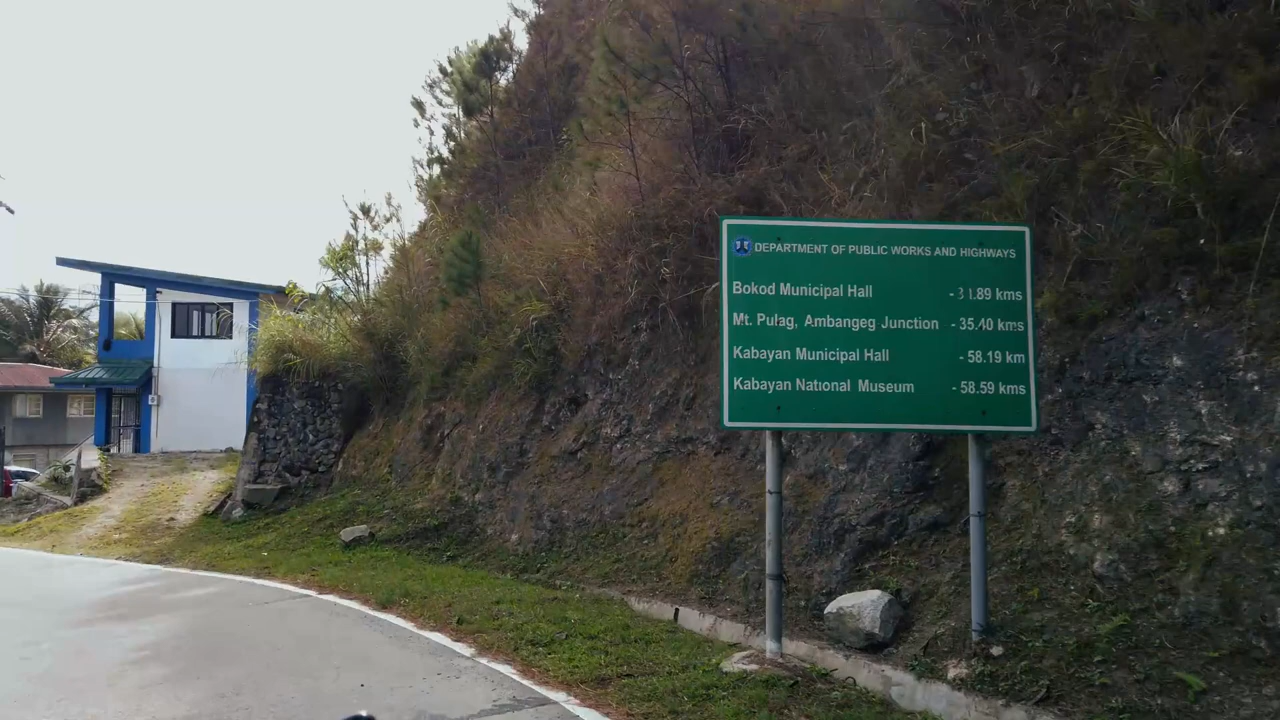 DEPARTMENT OF PUBLIC WORKS AND HIGHWAYS
Bokod Municipal Hall - 31.89 kms
Mt. Pulag, Ambangeg Junction - 35.40 kms
Kabayan Municipal Hall - 58.19 km
Kabayan National Museum - 58.59 kms